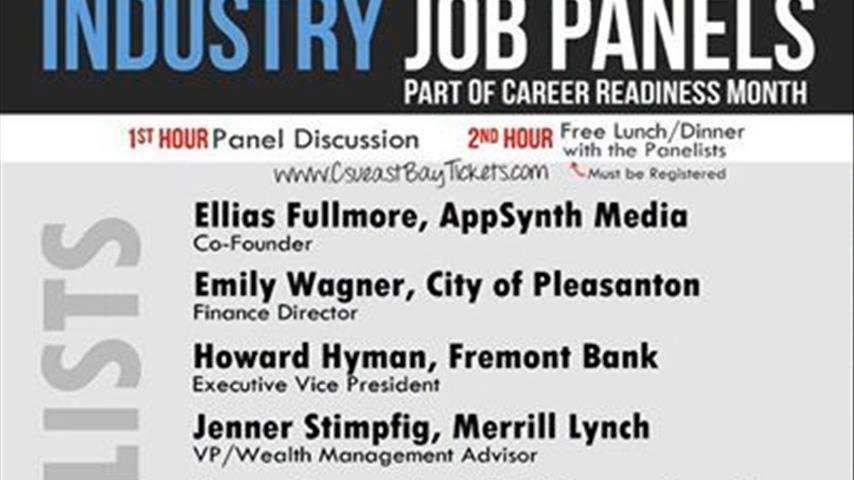 INDUSTRY JOB PANELS
PART OF CAREER READINESS MONTH
1ST HOUR Panel Discussion 2ND HOUR Free Lunch/Dinner
with the Panelists
www.CsueastBayTickets.com Must be Registered
LISTS
Ellias Fullmore, AppSynth Media
Co-Founder
Emily Wagner, City of Pleasanton
Finance Director
Howard Hyman, Fremont Bank
Executive Vice President
Jenner Stimpfig, Merrill Lynch
VP/Wealth Management Advisor